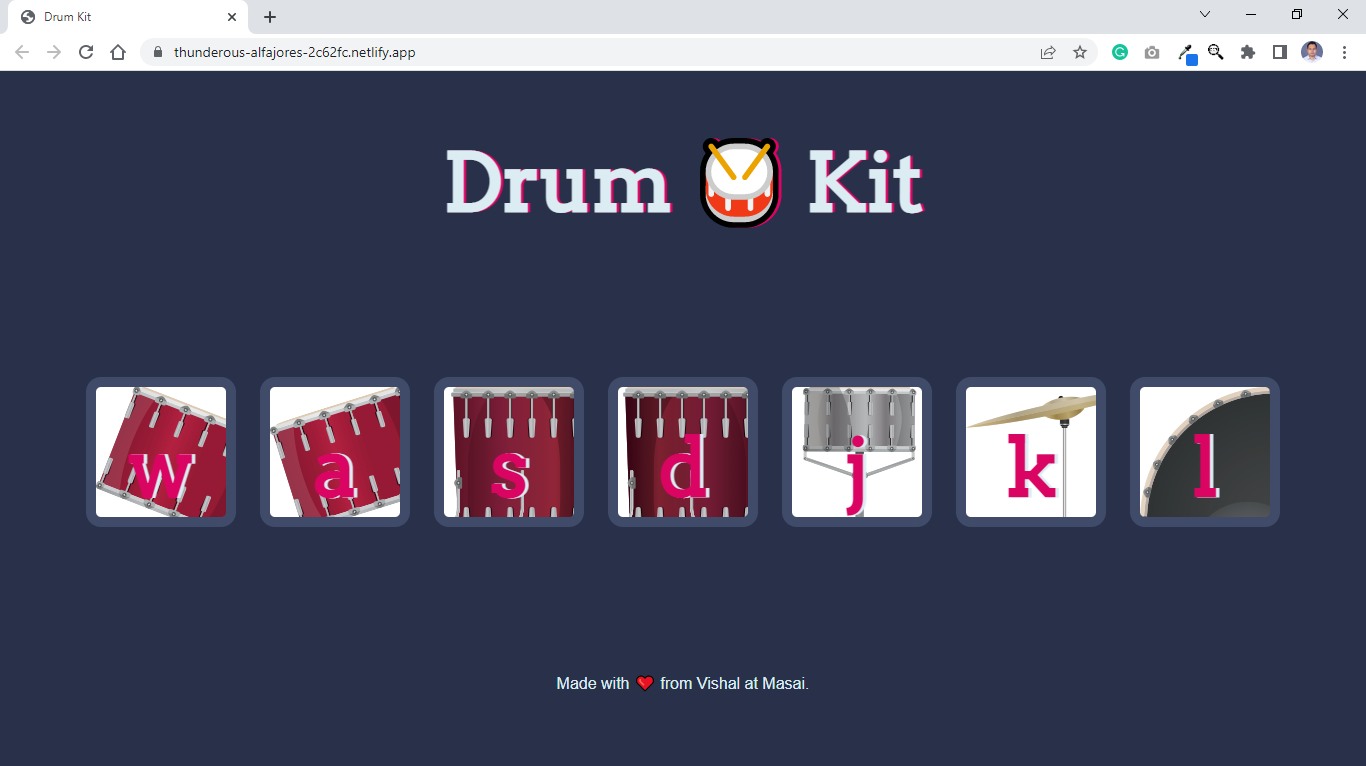 Drum Kit
thunderous-alfajores-2c62fc.netlify.app
Drum 🥁 Kit
w a s d j k l
Made with ❤️ from Vishal at Masai.